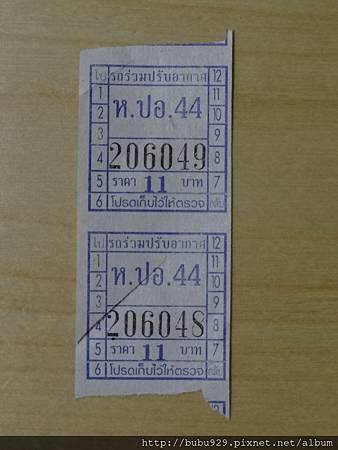 ไป รถร่วมปรับอากาศ 12
1 11
2 ห.ปอ.44 10
3 9
4 206049 8
5 ราคา 11 บาท 7
6 โปรดเก็บไว้ให้ตรวจ กลับ
ไป รถร่วมปรับอากาศ 12
1 11
2 ห.ปอ.44 10
3 9
4 206048 8
5 ราคา 11 บาท 7
6 โปรดเก็บไว้ให้ตรวจ กลับ
12
http://bubu929.pixnet.net/album